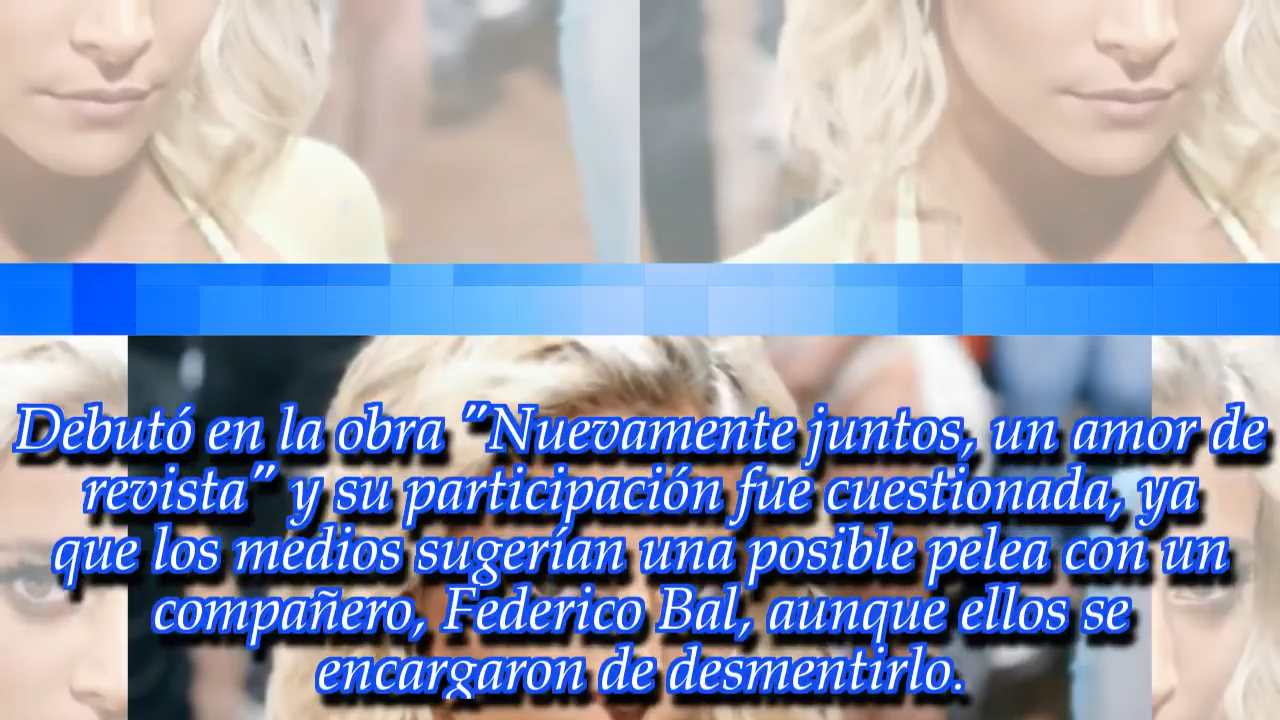 Debutó en la obra "Nuevamente juntos, un amor de
revista" y su participación fue cuestionada, ya
que los medios sugerían una posible pelea con un
compañero, Federico Bal, aunque ellos se
encargaron de desmentirlo.